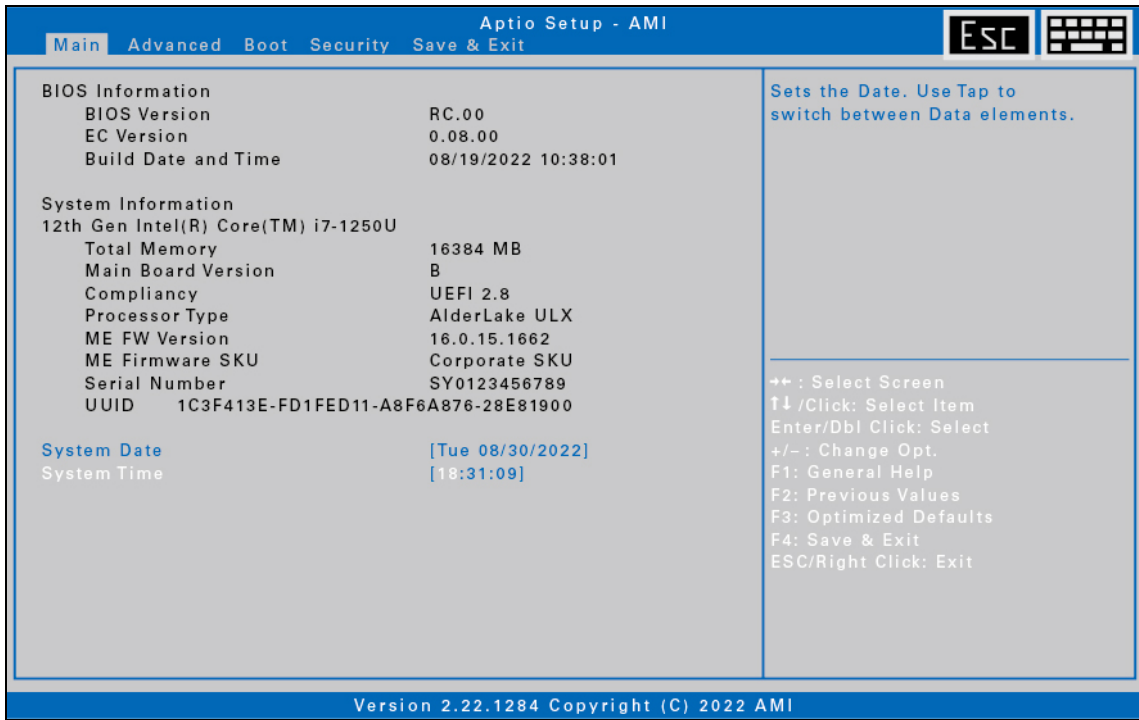 Aptio Setup - AMI
Main Advanced Boot Security Save & Exit
Esc
BIOS Information
BIOS Version RC.00
EC Version 0.08.00
Build Date and Time 08/19/2022 10:38:01
System Information
12th Gen Intel(R) Core(TM) i7-1250U
Total Memory 16384 MB
Main Board Version B
Compliancy UEFI 2.8
Processor Type AlderLake ULX
ME FW Version 16.0.15.1662
ME Firmware SKU Corporate SKU
Serial Number SY0123456789
UUID 1C3F413E-FD1FED11-A8F6A876-28E81900
System Date [Tue 08/30/2022]
System Time [18:31:09]
Sets the Date. Use Tap to
switch between Data elements.
→← : Select Screen
↑↓ /Click: Select Item
Enter/Dbl Click: Select
+/– : Change Opt.
F1: General Help
F2: Previous Values
F3: Optimized Defaults
F4: Save & Exit
ESC/Right Click: Exit
Version 2.22.1284 Copyright (C) 2022 AMI